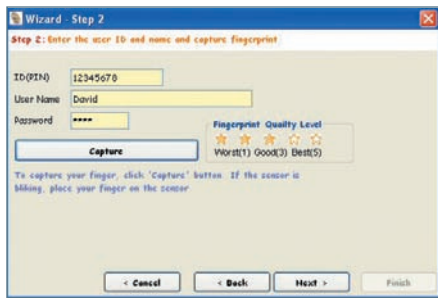 Wizard - Step 2
Step 2: Enter the user ID and name and capture fingerprint
ID(PIN) 12345678
User Name David
Password ****
Fingerprint Quality Level
Worst(1) Good(3) Best(5)
Capture
To capture your finger, click 'Capture' button. If the sensor is
bliking, place your finger on the sensor
< Cancel < Back Next > Finish